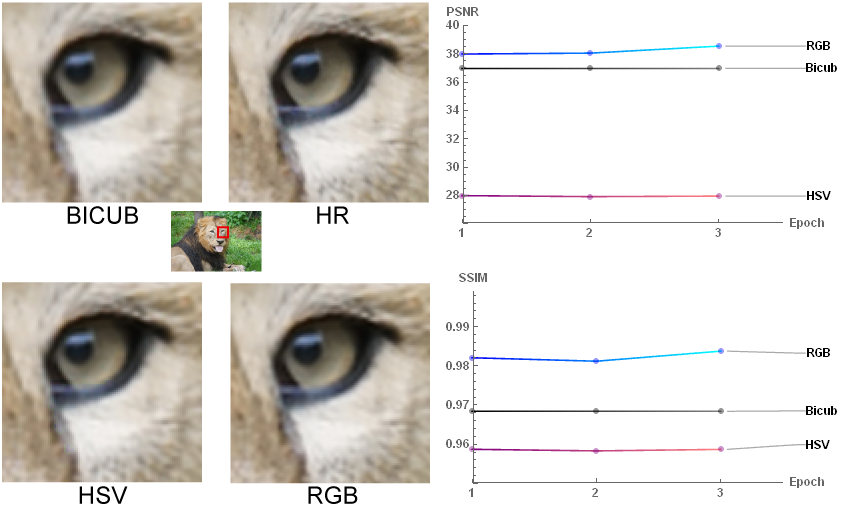 BICUB
HR
HSV
RGB
PSNR
40
38
36
34
32
30
28
RGB
Bicub
HSV
1
2
3
Epoch
SSIM
0.99
0.98
0.97
0.96
RGB
Bicub
HSV
1
2
3
Epoch